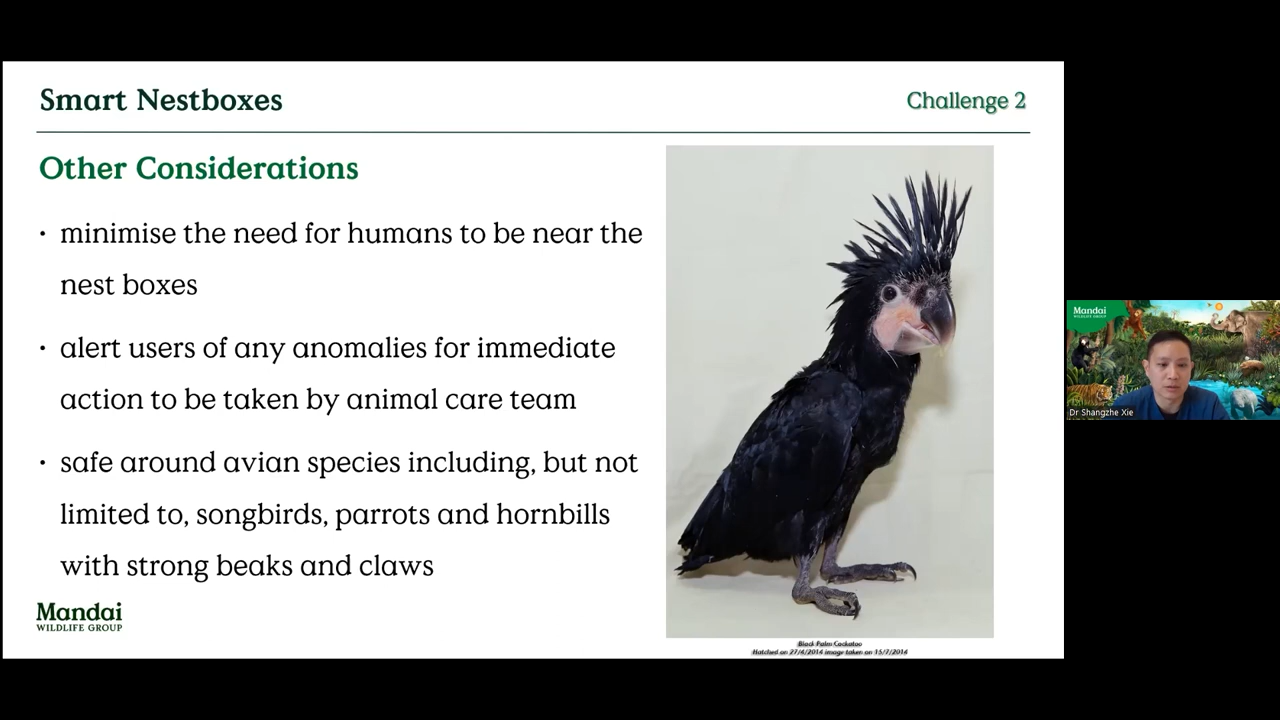 Smart Nestboxes
Challenge 2
Other Considerations
• minimise the need for humans to be near the
nest boxes
• alert users of any anomalies for immediate
action to be taken by animal care team
• safe around avian species including, but not
limited to, songbirds, parrots and hornbills
with strong beaks and claws
Mandai
WILDLIFE GROUP
Black Palm Cockatoo
Hatched on 27/4/2014 image taken on 15/7/2014
Mandai
WILDLIFE GROUP
Dr Shangzhe Xie